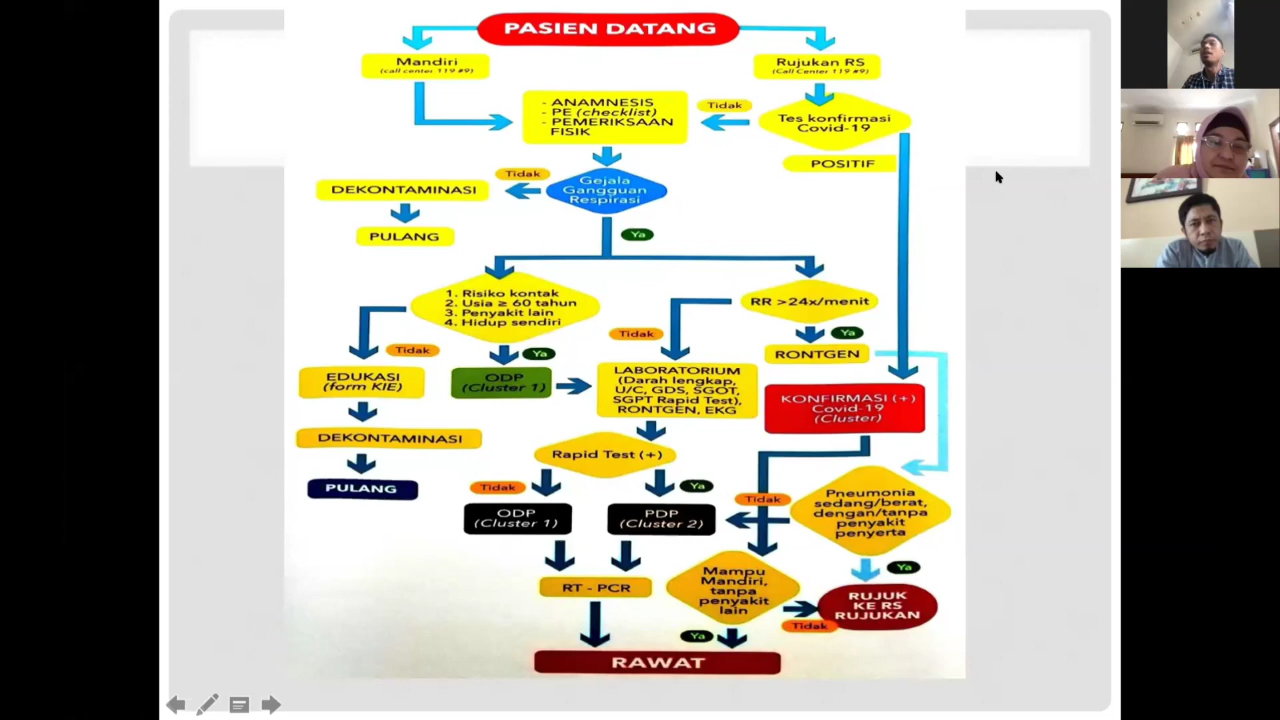 PASIEN DATANG
Mandiri
(call center 119 #9)
Rujukan RS
(Call Center 119 #9)
- ANAMNESIS
- PE (checklist)
- PEMERIKSAAN
FISIK
Tidak
Tes konfirmasi
Covid-19
POSITIF
DEKONTAMINASI
Tidak
Gejala
Gangguan
Respirasi
PULANG
Ya
1. Risiko kontak
2. Usia ≥ 60 tahun
3. Penyakit lain
4. Hidup sendiri
RR >24x/menit
Tidak
Ya
Tidak
Ya
RONTGEN
EDUKASI
(form KIE)
ODP
(Cluster 1)
LABORATORIUM
(Darah lengkap,
U/C, GDS, SGOT,
SGPT Rapid Test),
RONTGEN, EKG
KONFIRMASI (+)
Covid-19
(Cluster)
DEKONTAMINASI
Rapid Test (+)
PULANG
Tidak
Ya
Tidak
Pneumonia
sedang/berat,
dengan/tanpa
penyakit
penyerta
ODP
(Cluster 1)
PDP
(Cluster 2)
Ya
RT - PCR
Mampu
Mandiri,
tanpa
penyakit
lain
RUJUK
KE RS
RUJUKAN
Tidak
Ya
RAWAT